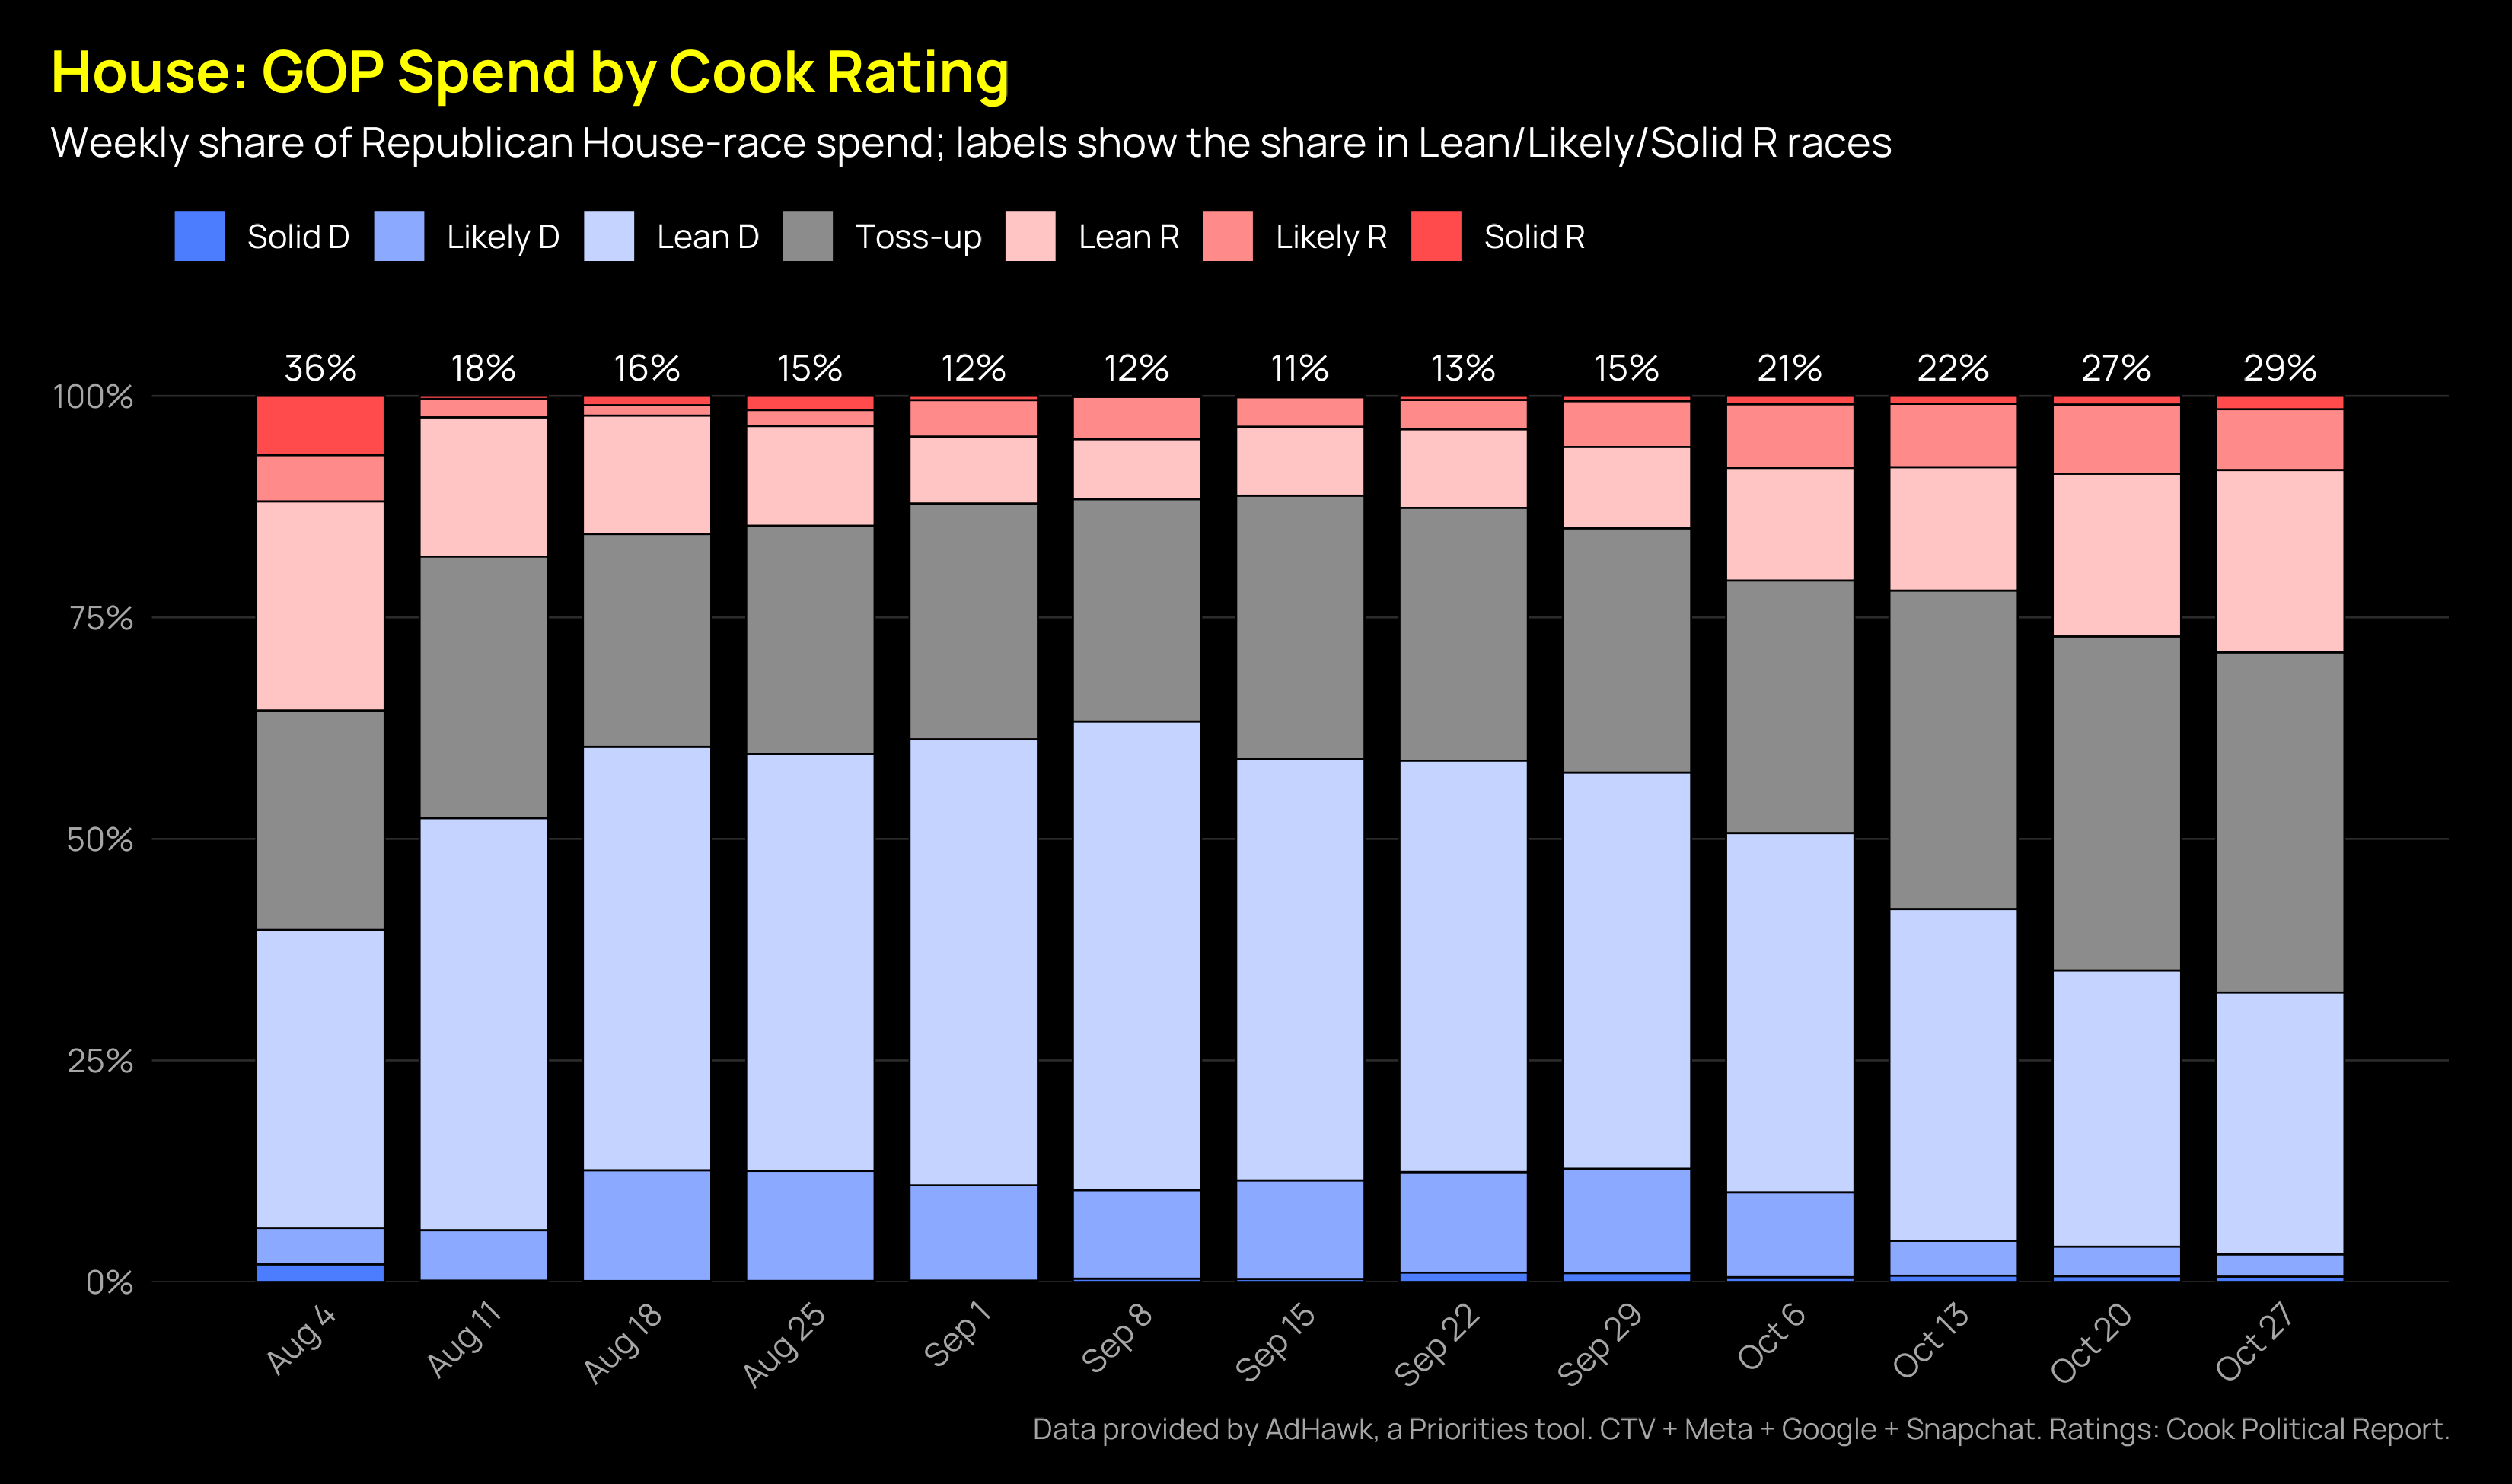 House: GOP Spend by Cook Rating
Weekly share of Republican House-race spend; labels show the share in Lean/Likely/Solid R races
Solid D Likely D Lean D Toss-up Lean R Likely R Solid R
36% 18% 16% 15% 12% 12% 11% 13% 15% 21% 22% 27% 29%
100%
75%
50%
25%
0%
Aug 4 Aug 11 Aug 18 Aug 25 Sep 1 Sep 8 Sep 15 Sep 22 Sep 29 Oct 6 Oct 13 Oct 20 Oct 27
Data provided by AdHawk, a Priorities tool. CTV + Meta + Google + Snapchat. Ratings: Cook Political Report.